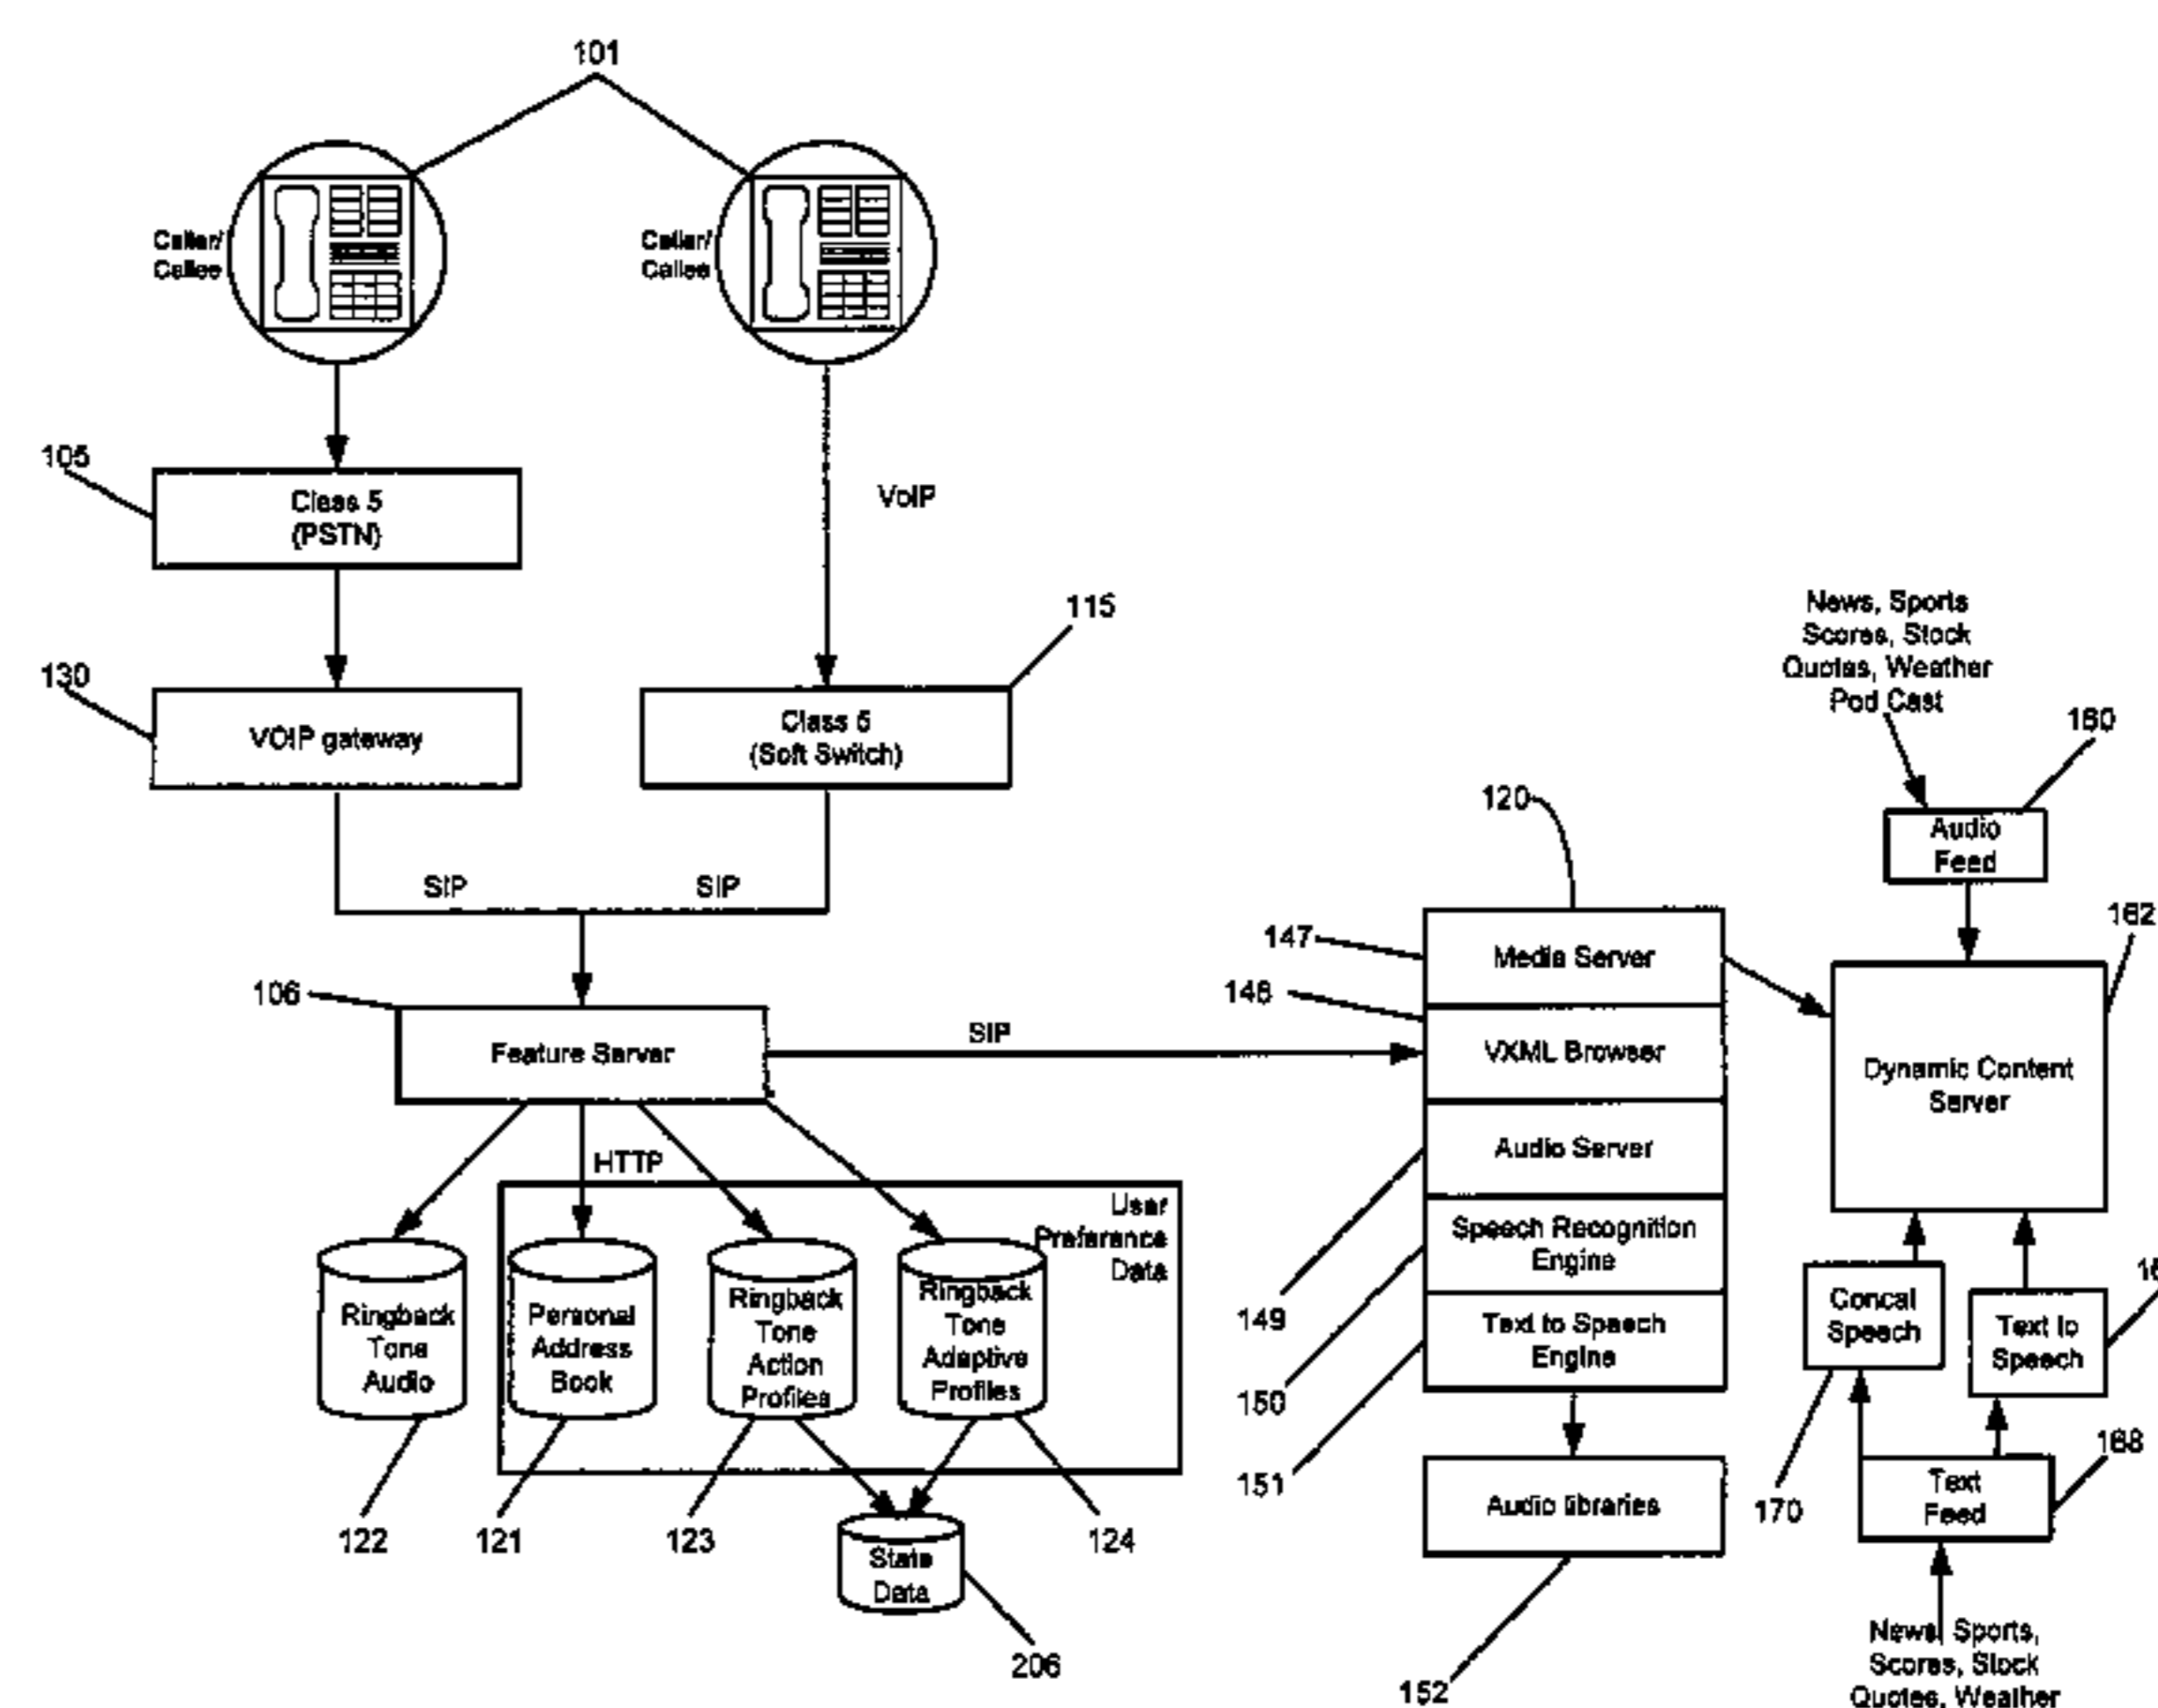 101
Caller/
Callee
Caller/
Callee
105
Class 5
(PSTN)
VoIP
115
130
VOIP gateway
Class 5
(Soft Switch)
News, Sports
Scores, Stock
Quotes, Weather
Pod Cast
160
120
Audio
Feed
SIP
SIP
162
147
Media Server
148
106
Feature Server
SIP
VXML Browser
Dynamic Content
Server
HTTP
Audio Server
User
Preference
Data
Speech Recognition
Engine
Ringback
Tone
Audio
Personal
Address
Book
Ringback
Tone
Action
Profiles
Ringback
Tone
Adaptive
Profiles
149
Text to Speech
Engine
Concat
Speech
Text to
Speech
150
151
Audio libraries
170
Text
Feed
168
122
121
123
124
State
Data
206
152
News, Sports,
Scores, Stock
Quotes, Weather